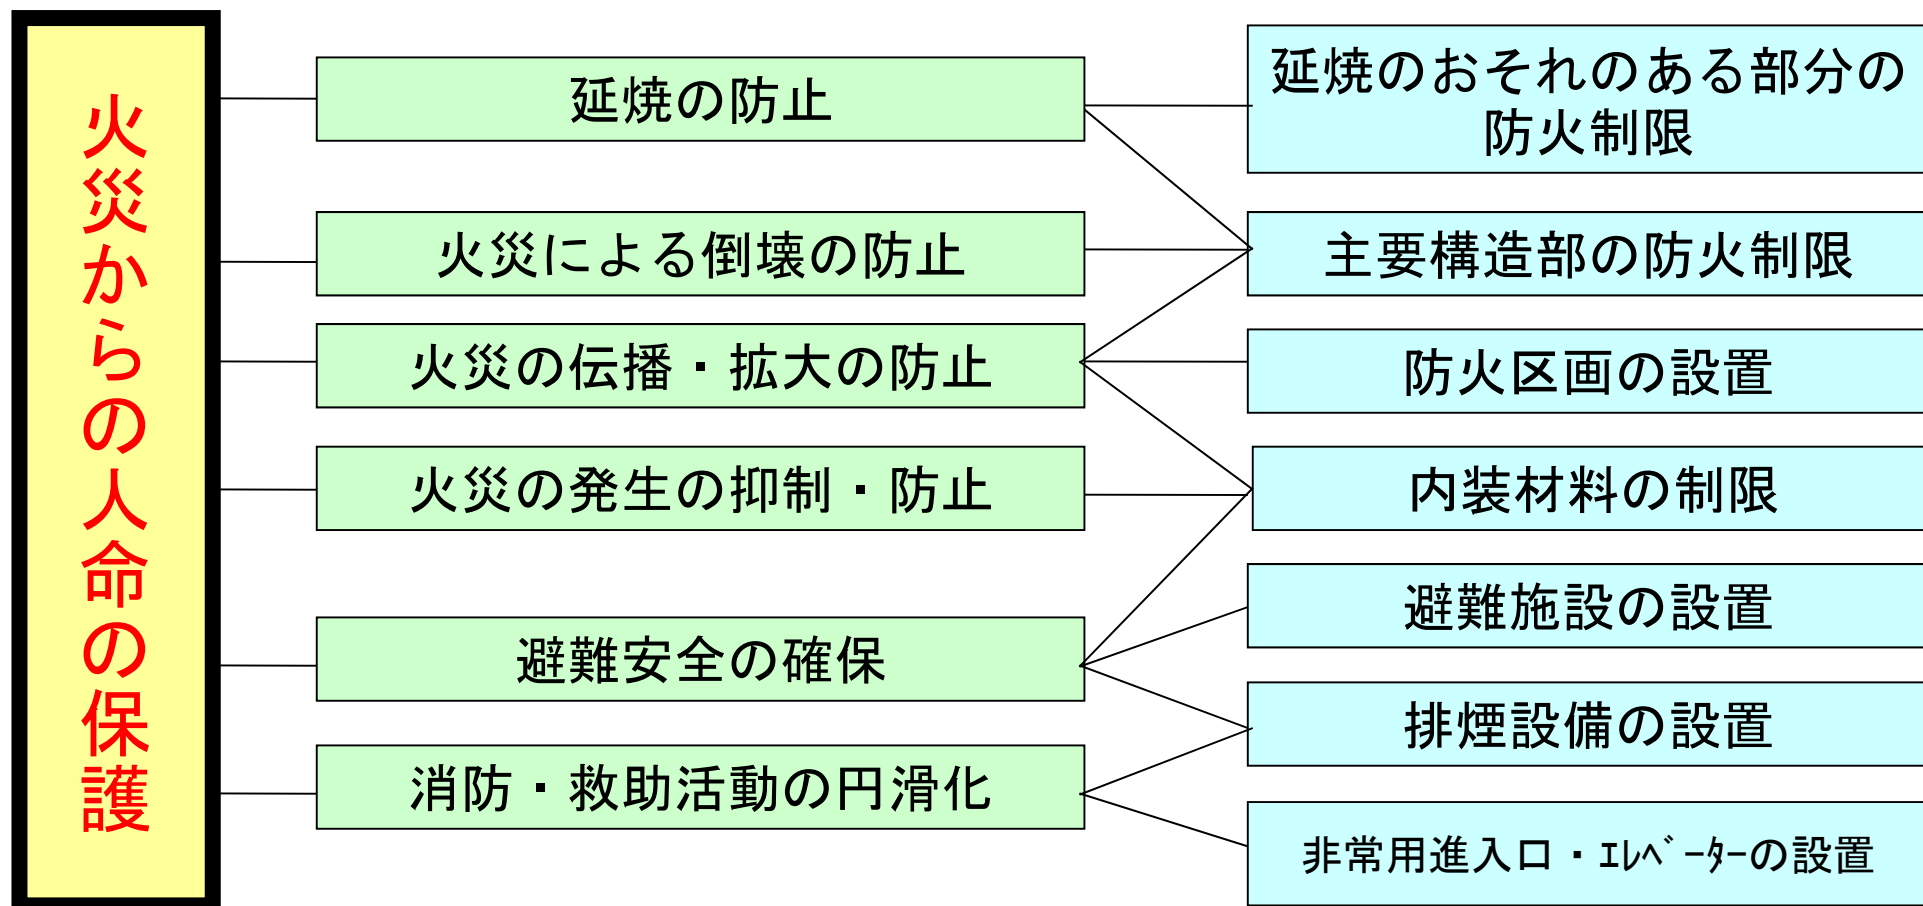 火災からの人命の保護
延焼の防止
火災による倒壊の防止
火災の伝播・拡大の防止
火災の発生の抑制・防止
避難安全の確保
消防・救助活動の円滑化
延焼のおそれのある部分の
防火制限
主要構造部の防火制限
防火区画の設置
内装材料の制限
避難施設の設置
排煙設備の設置
非常用進入口・ｴﾚﾍﾞｰﾀｰの設置